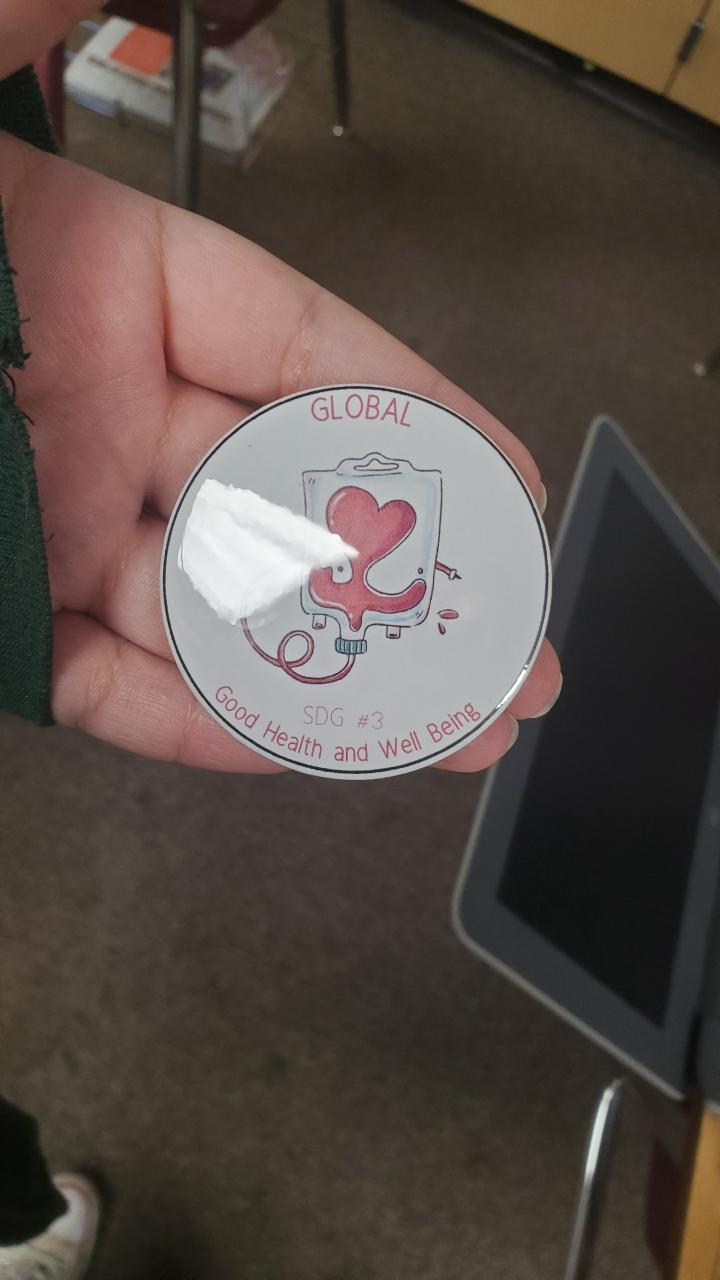 GLOBAL
SDG #3
Good Health and Well Being